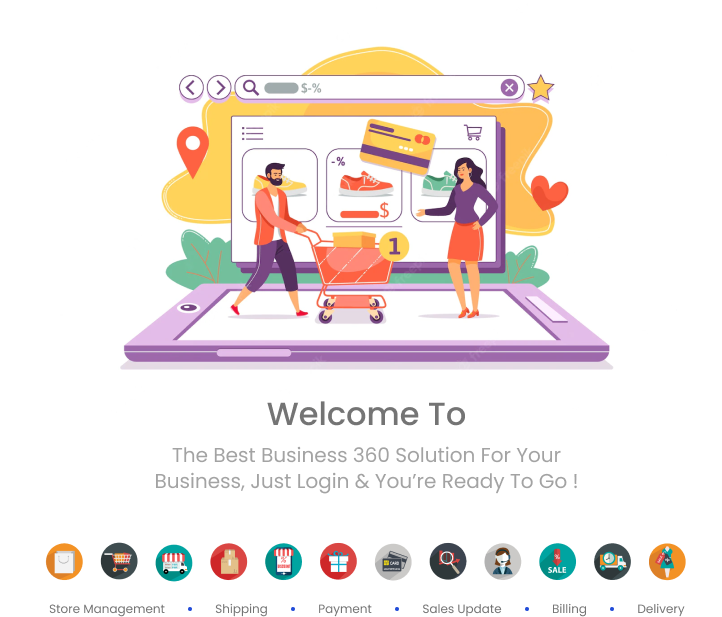 $-%
-%
$
1
Welcome To
The Best Business 360 Solution For Your
Business, Just Login & You're Ready To Go !
CARD
SALE
Store Management • Shipping • Payment • Sales Update • Billing • Delivery